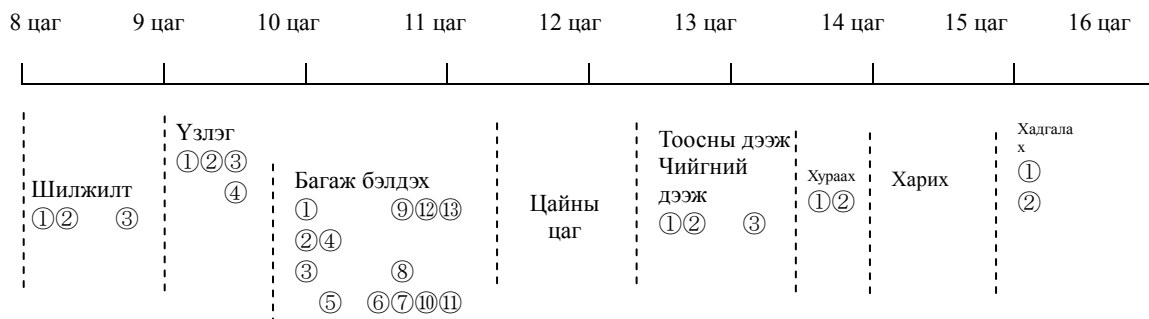 8 цаг 9 цаг 10 цаг 11 цаг 12 цаг 13 цаг 14 цаг 15 цаг 16 цаг
Шилжилт
①② ③
Үзлэг
①②③
④
Багаж бэлдэх
① ⑨⑫⑬
②④
③ ⑧
⑤ ⑥⑦⑩⑪
Цайны
цаг
Тоосны дээж
Чийгний
дээж
①② ③
Хураах
①②
Харих
Хадгала
х
①
②